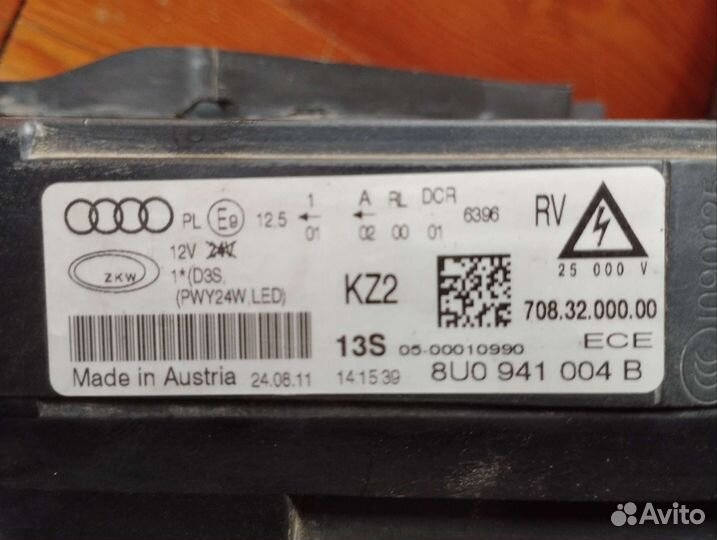 PL E9 12.5 1 A RL DCR 6396 RV
01 02 00 01
12V 24V
25 000 V
ZKW 1*(D3S,
(PWY24W,LED) KZ2 708.32.000.00
ECE
13S 05-00010990
Made in Austria 24.08.11 14:15:39 8U0 941 004 B
Avito